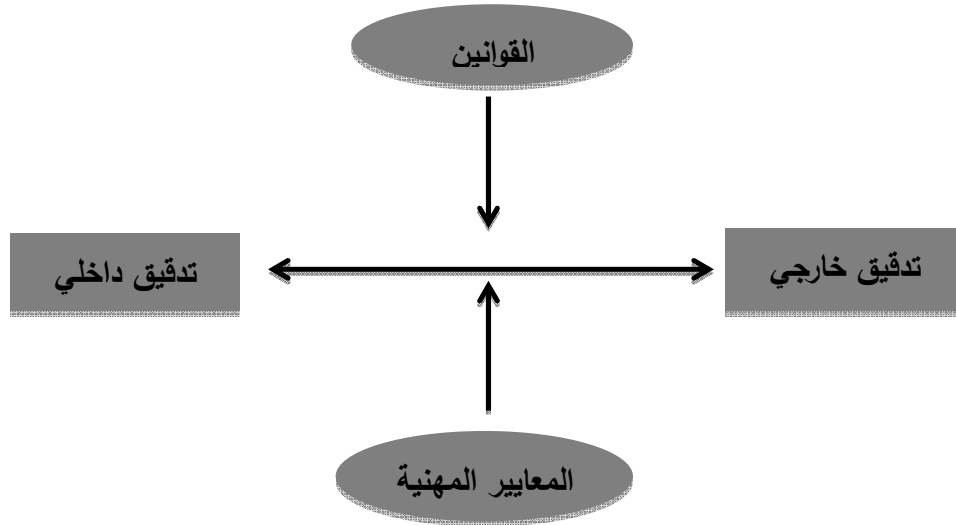 القوانين
تدقيق خارجي
تدقيق داخلي
المعايير المهنية